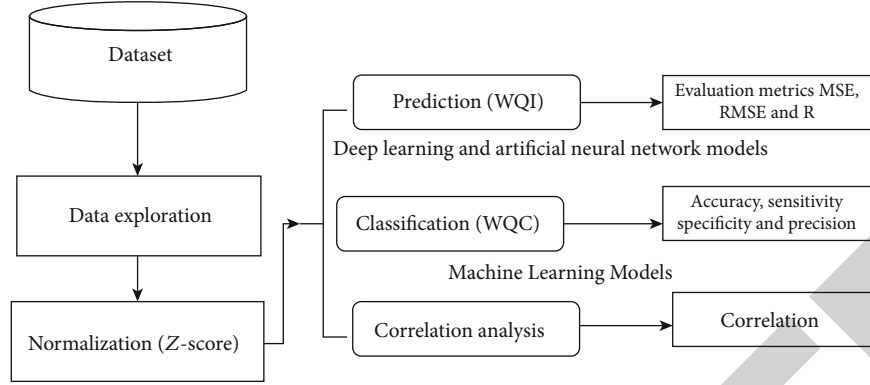 Dataset
Data exploration
Normalization (Z-score)
Prediction (WQI)
Evaluation metrics MSE,
RMSE and R
Deep learning and artificial neural network models
Classification (WQC)
Accuracy, sensitivity
specificity and precision
Machine Learning Models
Correlation analysis
Correlation